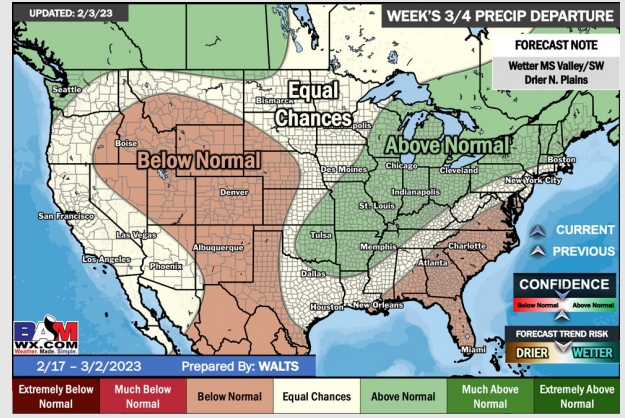 UPDATED: 2/3/23
WEEK'S 3/4 PRECIP DEPARTURE
FORECAST NOTE
Wetter MS Valley/SW
Drier N. Plains
Seattle
Equal
Chances
Bismarck
Boise
Below Normal
Above Normal
Des Moines
Chicago
Cleveland
Boston
New York City
Denver
Indianapolis
St. Louis
San Francisco
Las Vegas
Albuquerque
Tulsa
Memphis
Charlotte
Los Angeles
Phoenix
Dallas
Atlanta
Houston
New Orleans
Miami
CURRENT
PREVIOUS
CONFIDENCE
Below Normal
Above Normal
FORECAST TREND RISK
DRIER
WETTER
BAM
WX.COM
Weather. Made. Simple.
2/17 – 3/2/2023
Prepared By: WALTS
Extremely Below
Normal
Much Below
Normal
Below Normal
Equal Chances
Above Normal
Much Above
Normal
Extremely Above
Normal